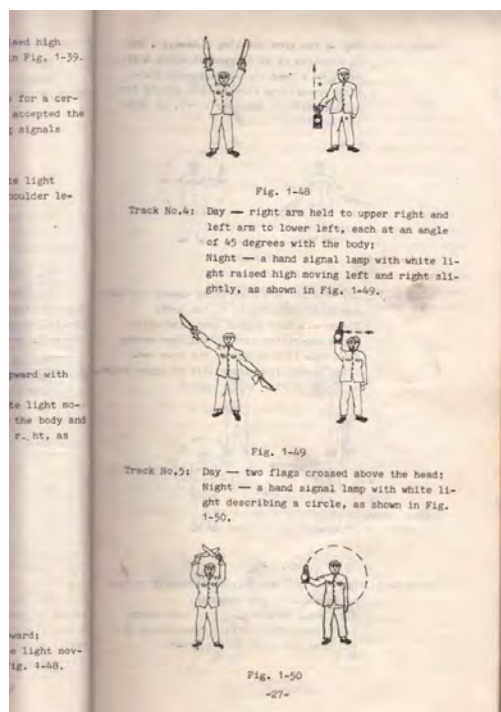 ised high
n Fig. 1-39.
for a cer-
accepted the
signals
te light
houlder le-
pward with
te light mo-
the body and
ht, as
ward;
e light mov-
ig. 1-48.
Fig. 1-48
Track No.4: Day — right arm held to upper right and
left arm to lower left, each at an angle
of 45 degrees with the body;
Night — a hand signal lamp with white li-
ght raised high moving left and right sli-
ghtly, as shown in Fig. 1-49.
Fig. 1-49
Track No.5: Day — two flags crossed above the head;
Night — a hand signal lamp with white li-
ght describing a circle, as shown in Fig.
1-50.
Fig. 1-50
-27-